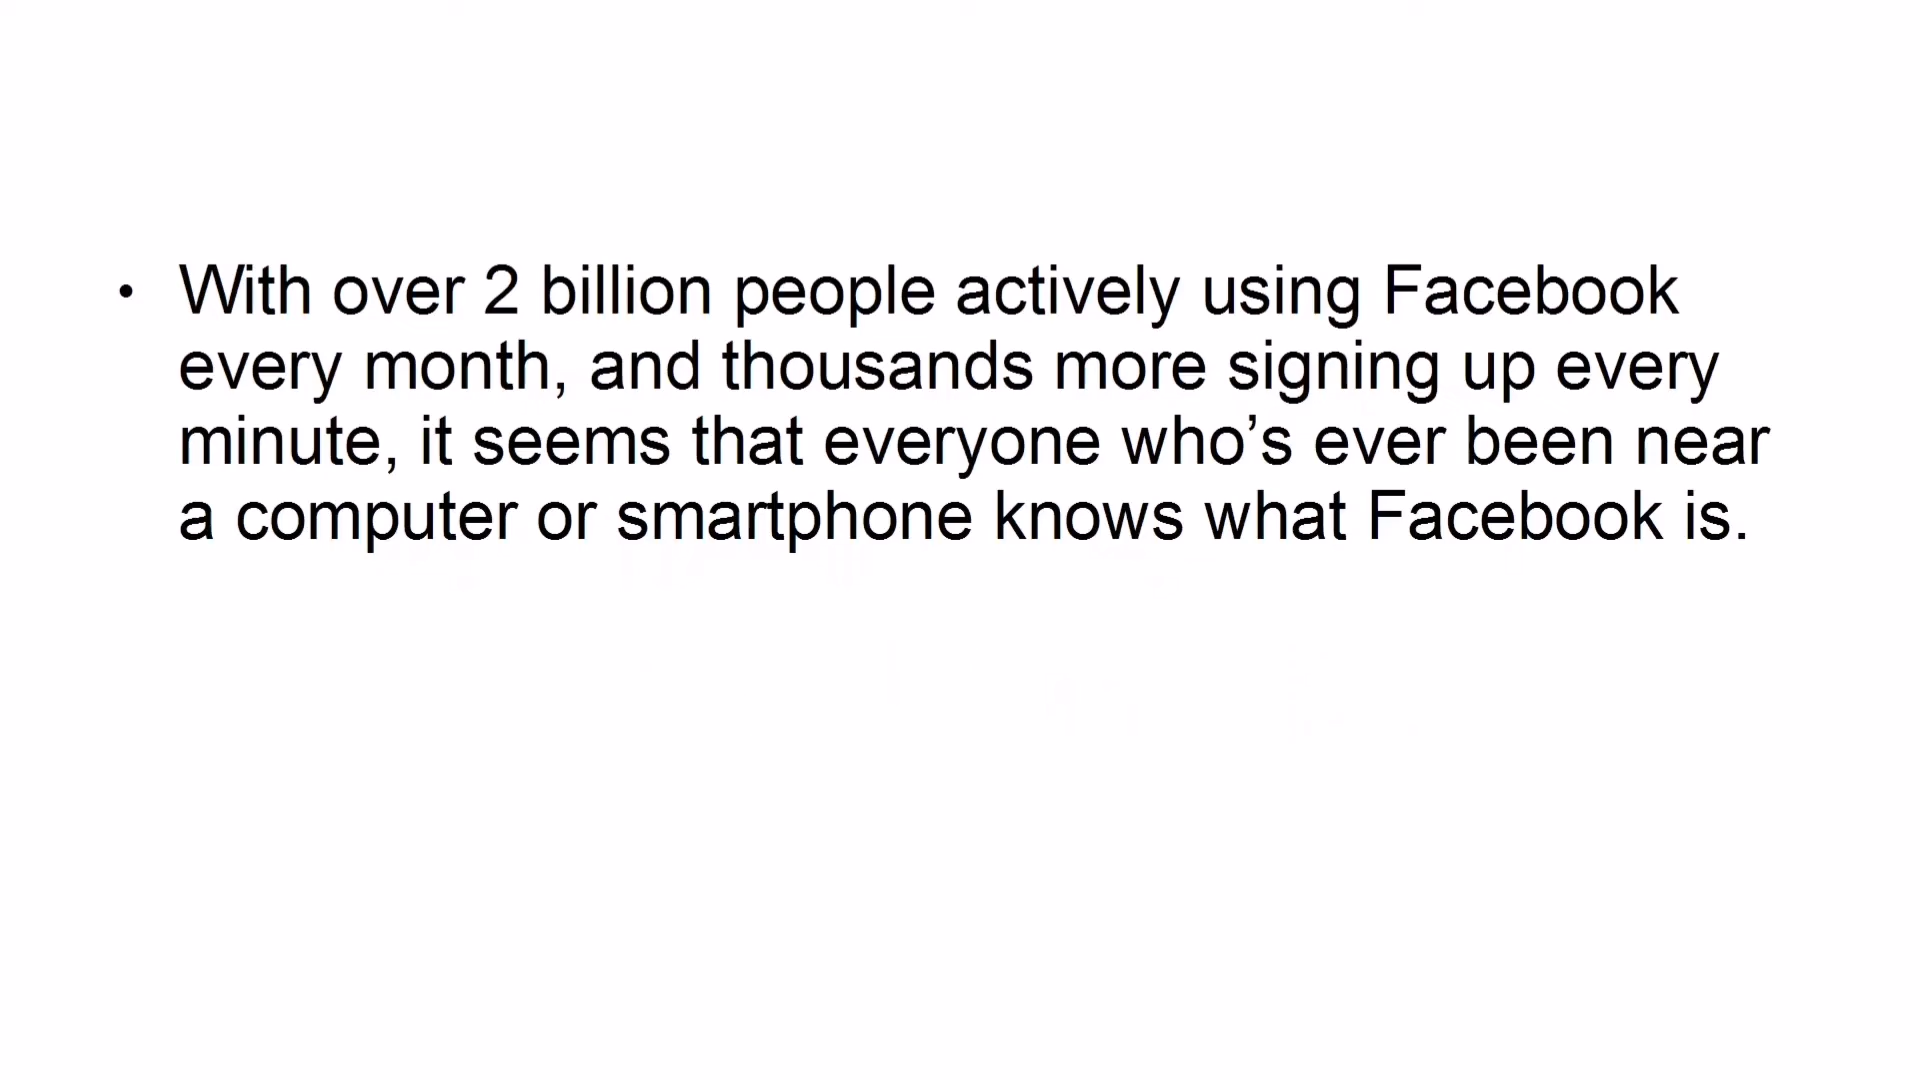 • With over 2 billion people actively using Facebook
every month, and thousands more signing up every
minute, it seems that everyone who’s ever been near
a computer or smartphone knows what Facebook is.